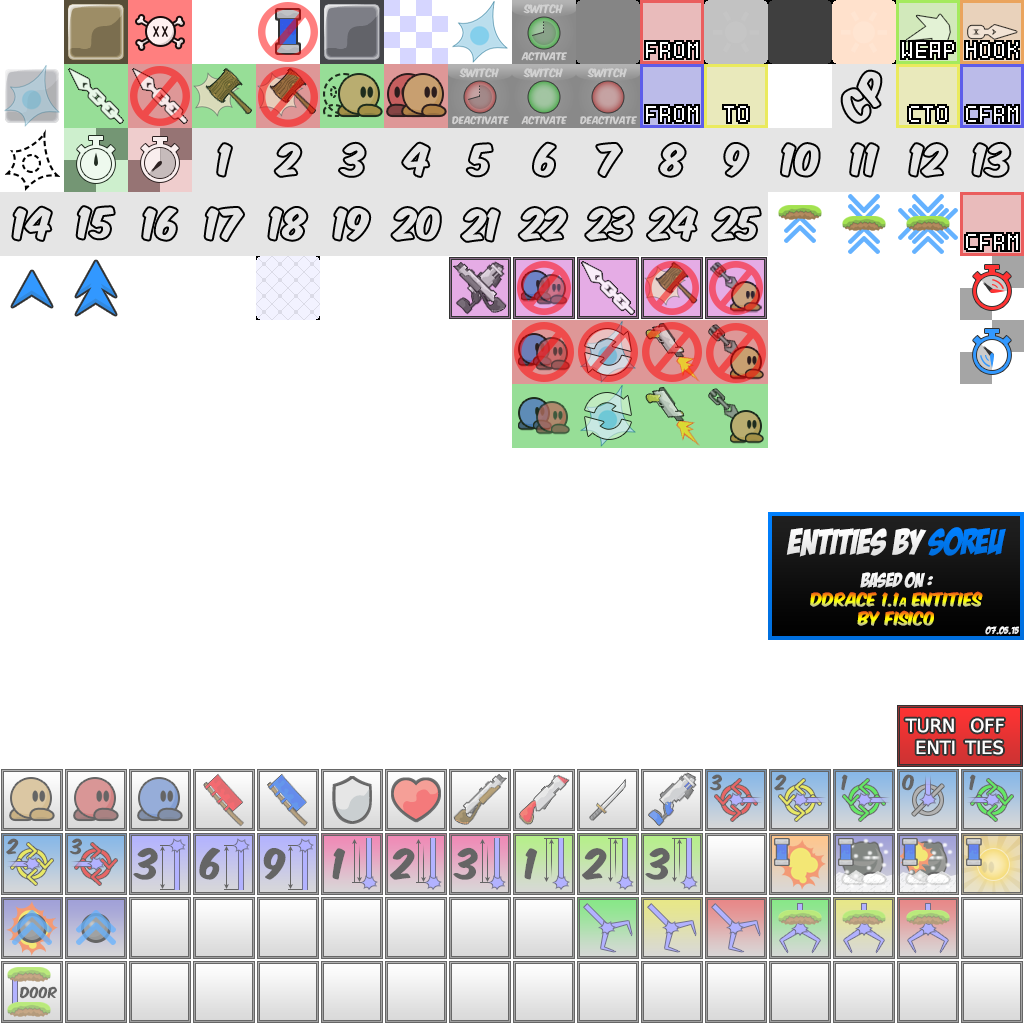 SWITCH
ACTIVATE
FROM
WEAP
HOOK
SWITCH
DEACTIVATE
SWITCH
ACTIVATE
SWITCH
DEACTIVATE
FROM
TO
CP
CTO
CFRM
1 2 3 4 5 6 7 8 9 10 11 12 13
14 15 16 17 18 19 20 21 22 23 24 25
CFRM
ENTITIES BY SOREU
BASED ON :
DDRACE 1.1A ENTITIES
BY FISICO
07.05.15
TURN OFF
ENTI TIES
3 2 1 0 1
2 3 3 6 9 1 2 3 1 2 3
DOOR